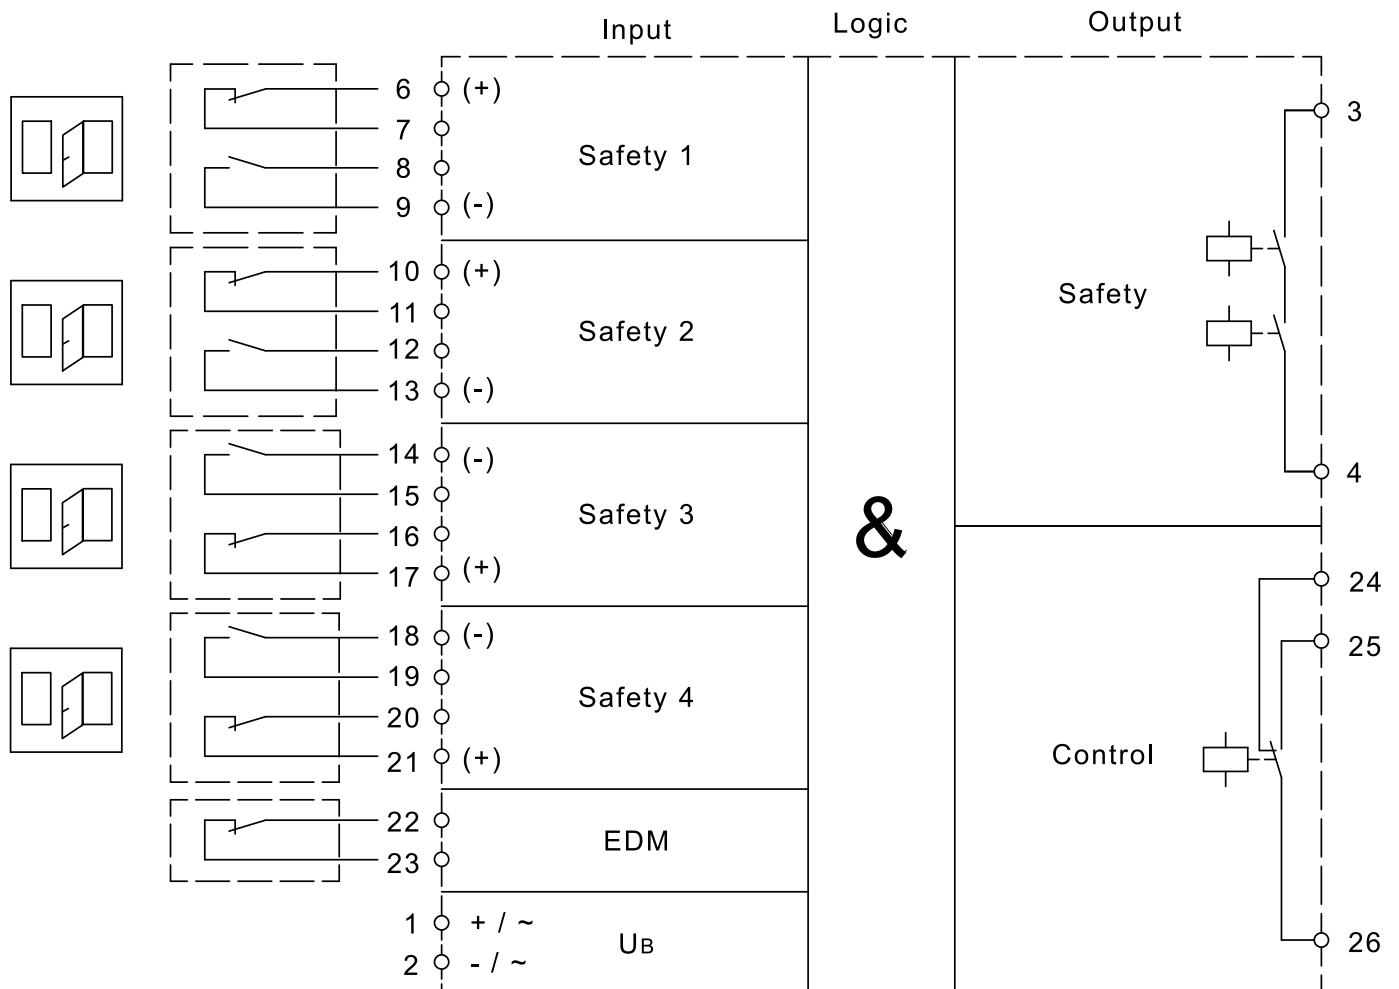 Input Logic Output
6 (+)
7
Safety 1
8
9 (-)
10 (+)
11
Safety 2
12
13 (-)
14 (-)
15
Safety 3
16
17 (+)
18 (-)
19
Safety 4
20
21 (+)
22
EDM
23
1 + / ~
UB
2 - / ~
&
3
Safety
4
24
25
Control
26